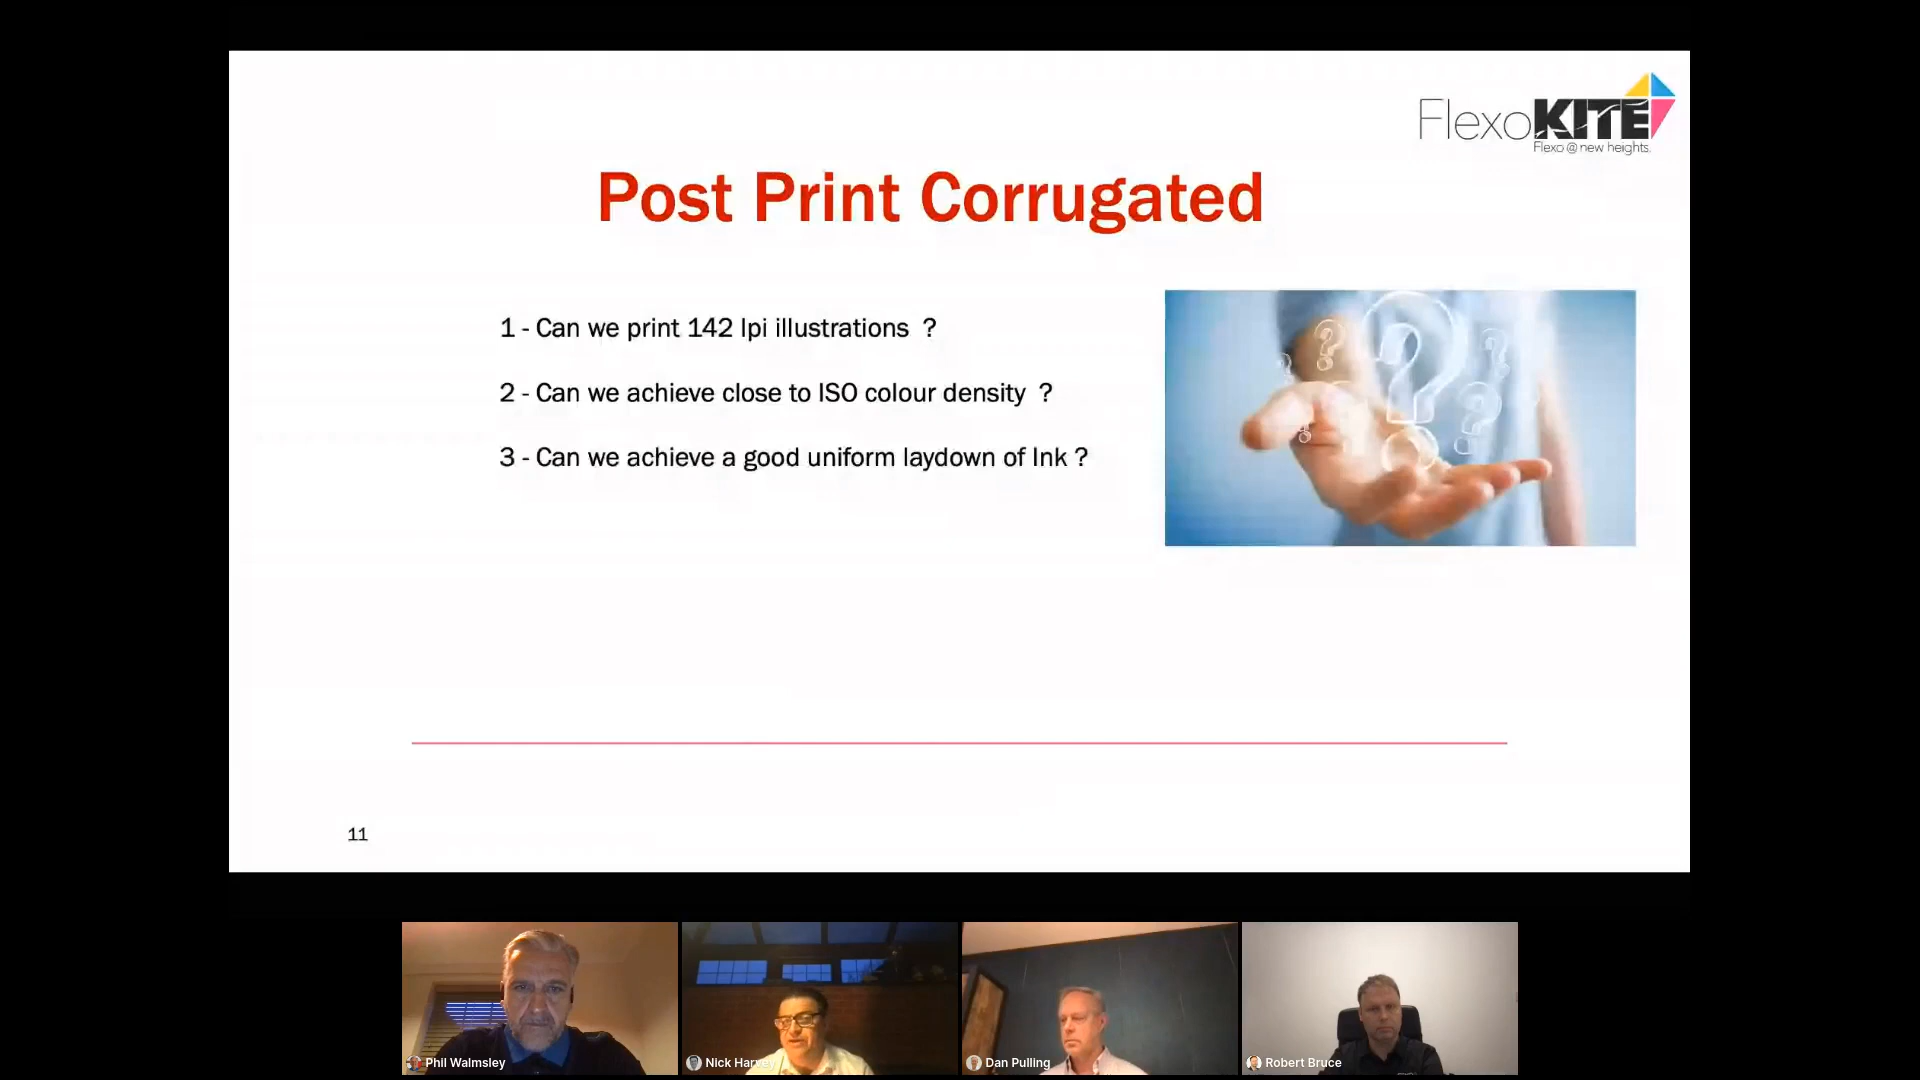 FlexoKITE
Flexo @ new heights.
Post Print Corrugated
1 - Can we print 142 lpi illustrations ?
2 - Can we achieve close to ISO colour density ?
3 - Can we achieve a good uniform laydown of Ink ?
11
Phil Walmsley
Nick Harvey
Dan Pulling
Robert Bruce